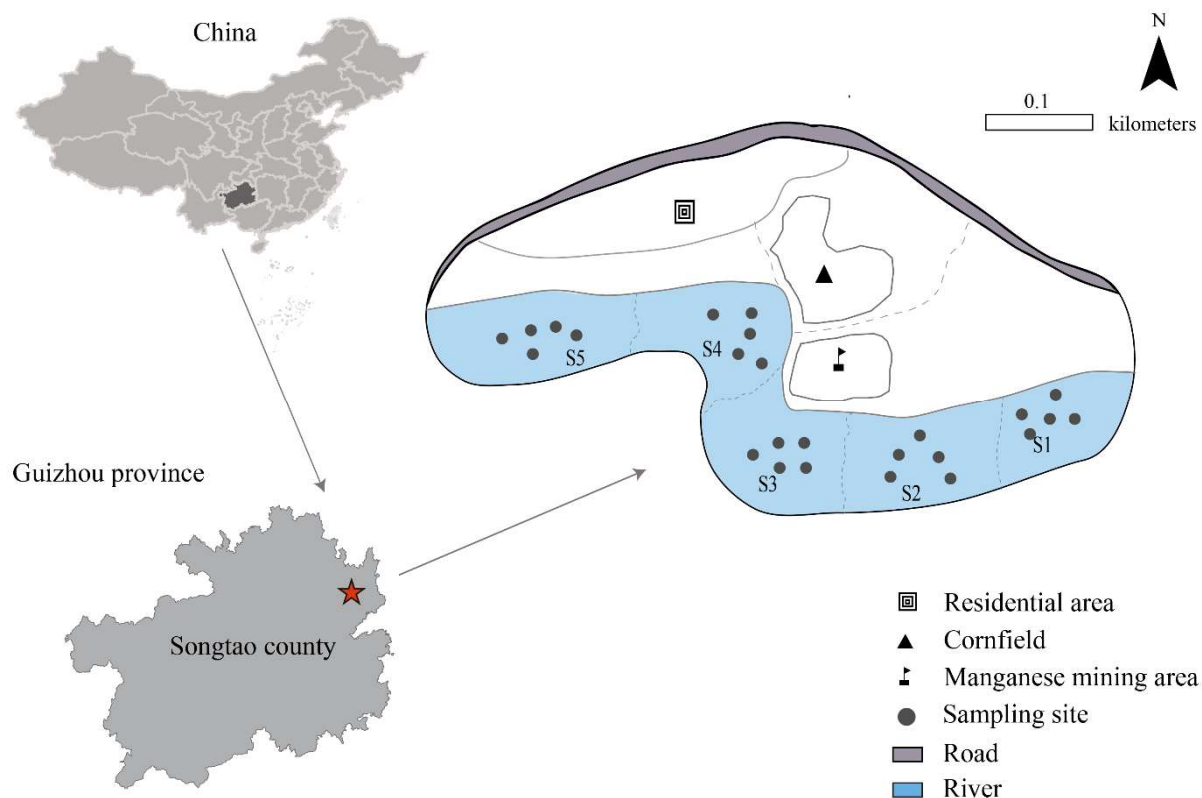 China
N
0.1
kilometers
S5
S4
S3
S2
S1
Guizhou province
Songtao county
Residential area
Cornfield
Manganese mining area
Sampling site
Road
River